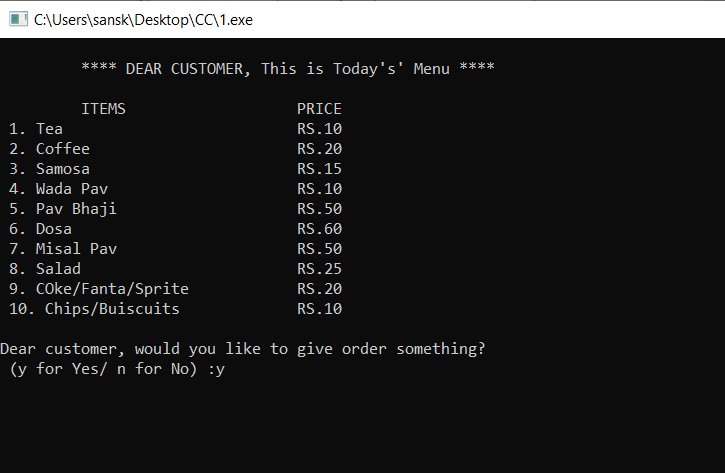 C:\Users\sansk\Desktop\CC\1.exe
**** DEAR CUSTOMER, This is Today's' Menu ****
ITEMS PRICE
1. Tea RS.10
2. Coffee RS.20
3. Samosa RS.15
4. Wada Pav RS.10
5. Pav Bhaji RS.50
6. Dosa RS.60
7. Misal Pav RS.50
8. Salad RS.25
9. COke/Fanta/Sprite RS.20
10. Chips/Buiscuits RS.10
Dear customer, would you like to give order something?
(y for Yes/ n for No) :y